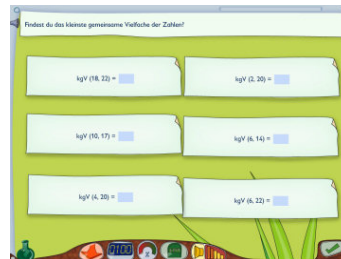 Findest du das kleinste gemeinsame Vielfache der Zahlen?
kgV (18, 22) =
kgV (2, 20) =
kgV (10, 17) =
kgV (6, 14) =
kgV (4, 20) =
kgV (6, 22) =
0100